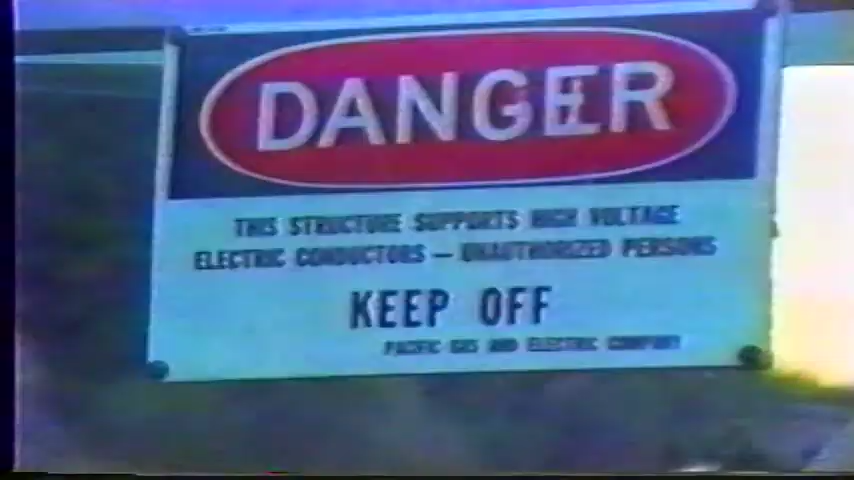 DANGER
THIS STRUCTURE SUPPORTS HIGH VOLTAGE
ELECTRIC CONDUCTORS — UNAUTHORIZED PERSONS
KEEP OFF
PACIFIC GAS AND ELECTRIC COMPANY